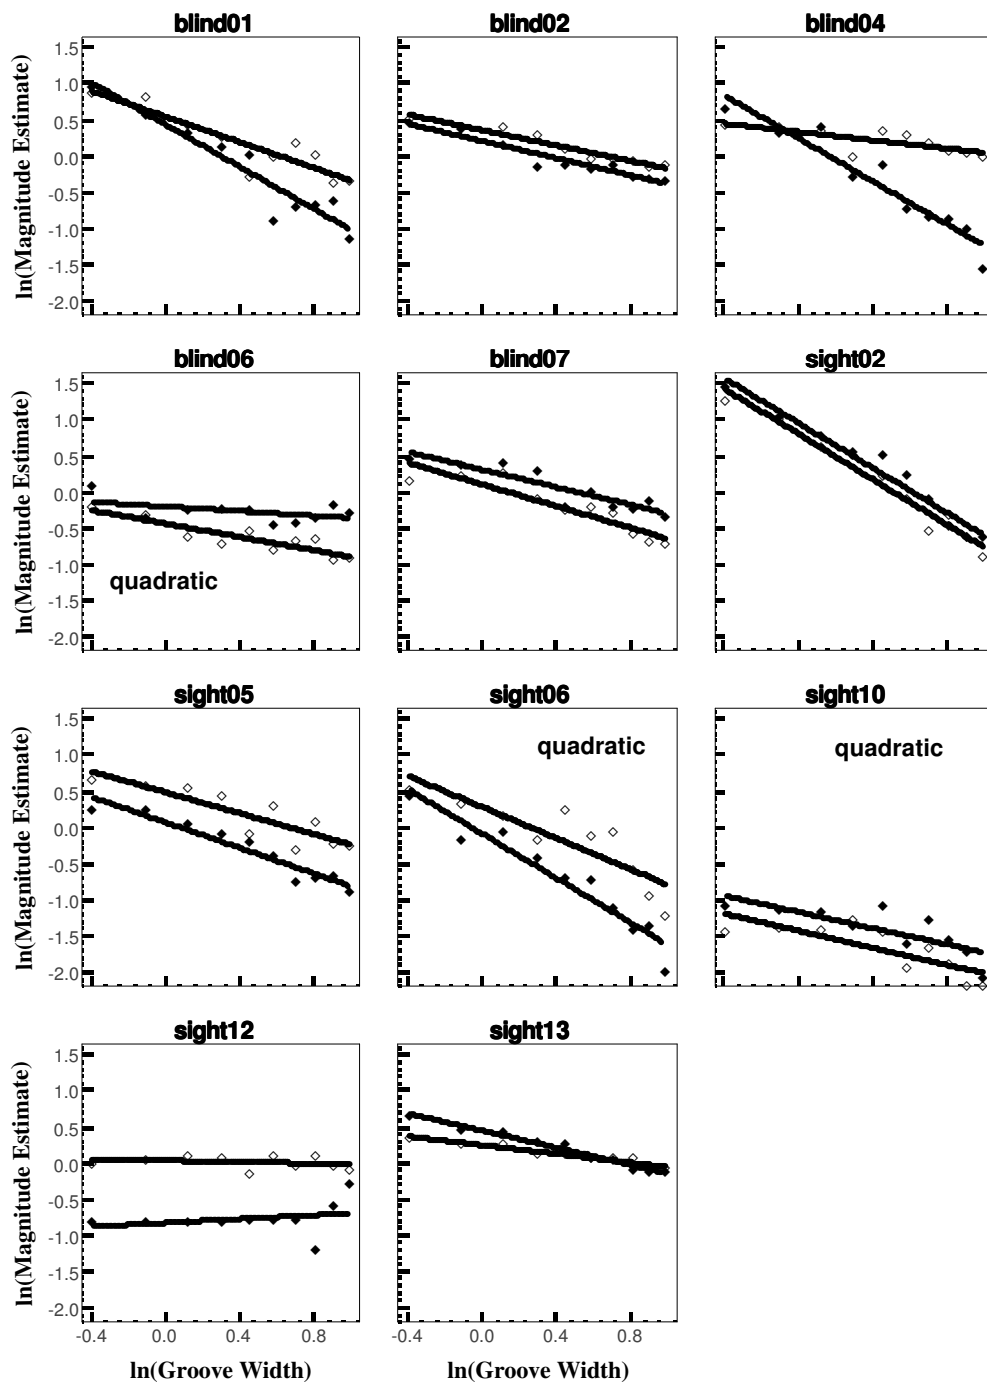 blind01 blind02 blind04
ln(Magnitude Estimate)
1.5
1.0
0.5
0.0
-0.5
-1.0
-1.5
-2.0
blind06 blind07 sight02
ln(Magnitude Estimate)
1.5
1.0
0.5
0.0
-0.5
-1.0
-1.5
-2.0
quadratic
sight05 sight06 sight10
ln(Magnitude Estimate)
1.5
1.0
0.5
0.0
-0.5
-1.0
-1.5
-2.0
quadratic
quadratic
sight12 sight13
ln(Magnitude Estimate)
1.5
1.0
0.5
0.0
-0.5
-1.0
-1.5
-2.0
-0.4 0.0 0.4 0.8
-0.4 0.0 0.4 0.8
ln(Groove Width) ln(Groove Width)